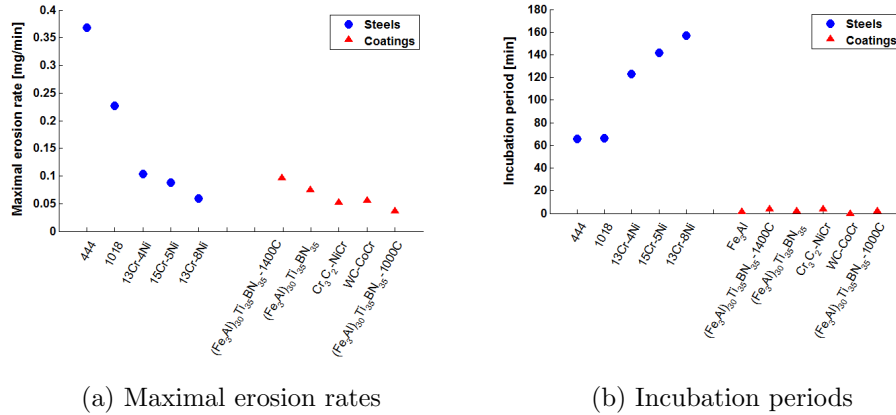 0.4
0.35
0.3
0.25
0.2
0.15
0.1
0.05
0
Maximal erosion rate [mg/min]
Steels
Coatings
444
1018
13Cr-4Ni
15Cr-5Ni
13Cr-8Ni
(Fe₃Al)₃₀Ti₃₅BN₃₅-1400C
(Fe₃Al)₃₀Ti₃₅BN₃₅
Cr₃C₂-NiCr
WC-CoCr
(Fe₃Al)₃₀Ti₃₅BN₃₅-1000C
(a) Maximal erosion rates
180
160
140
120
100
80
60
40
20
0
Incubation period [min]
Steels
Coatings
444
1018
13Cr-4Ni
15Cr-5Ni
13Cr-8Ni
Fe₃Al
(Fe₃Al)₃₀Ti₃₅BN₃₅-1400C
(Fe₃Al)₃₀Ti₃₅BN₃₅
Cr₃C₂-NiCr
WC-CoCr
(Fe₃Al)₃₀Ti₃₅BN₃₅-1000C
(b) Incubation periods